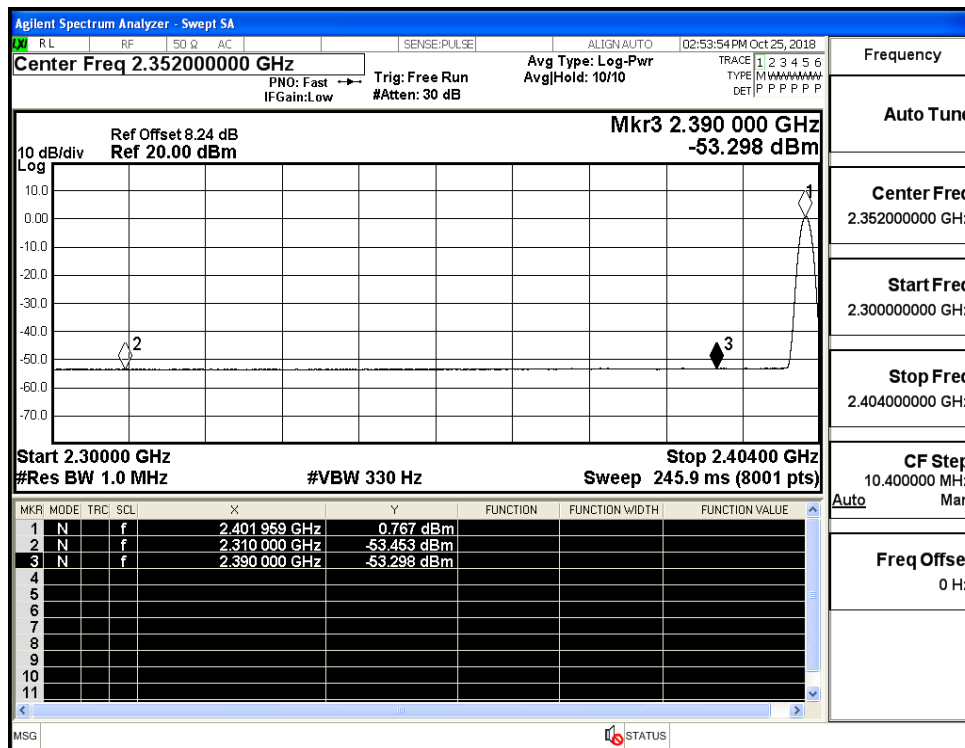 Agilent Spectrum Analyzer - Swept SA
LXI RL RF 50 Ω AC SENSE:PULSE ALIGN AUTO 02:53:54 PM Oct 25, 2018
Center Freq 2.352000000 GHz
PNO: Fast
IFGain:Low
Trig: Free Run
#Atten: 30 dB
Avg Type: Log-Pwr
Avg|Hold: 10/10
TRACE 1 2 3 4 5 6
TYPE MWWWWW
DET P P P P P P
Ref Offset 8.24 dB
Ref 20.00 dBm
10 dB/div
Log
Mkr3 2.390 000 GHz
-53.298 dBm
10.0
0.00
-10.0
-20.0
-30.0
-40.0
-50.0
-60.0
-70.0
1
2
3
Start 2.30000 GHz Stop 2.40400 GHz
#Res BW 1.0 MHz #VBW 330 Hz Sweep 245.9 ms (8001 pts)
MKR MODE TRC SCL X Y FUNCTION FUNCTION WIDTH FUNCTION VALUE
1 N f 2.401 959 GHz 0.767 dBm
2 N f 2.310 000 GHz -53.453 dBm
3 N f 2.390 000 GHz -53.298 dBm
4
5
6
7
8
9
10
11
MSG STATUS
Frequency
Auto Tune
Center Freq
2.352000000 GHz
Start Freq
2.300000000 GHz
Stop Freq
2.404000000 GHz
CF Step
10.400000 MHz
Auto Man
Freq Offset
0 Hz